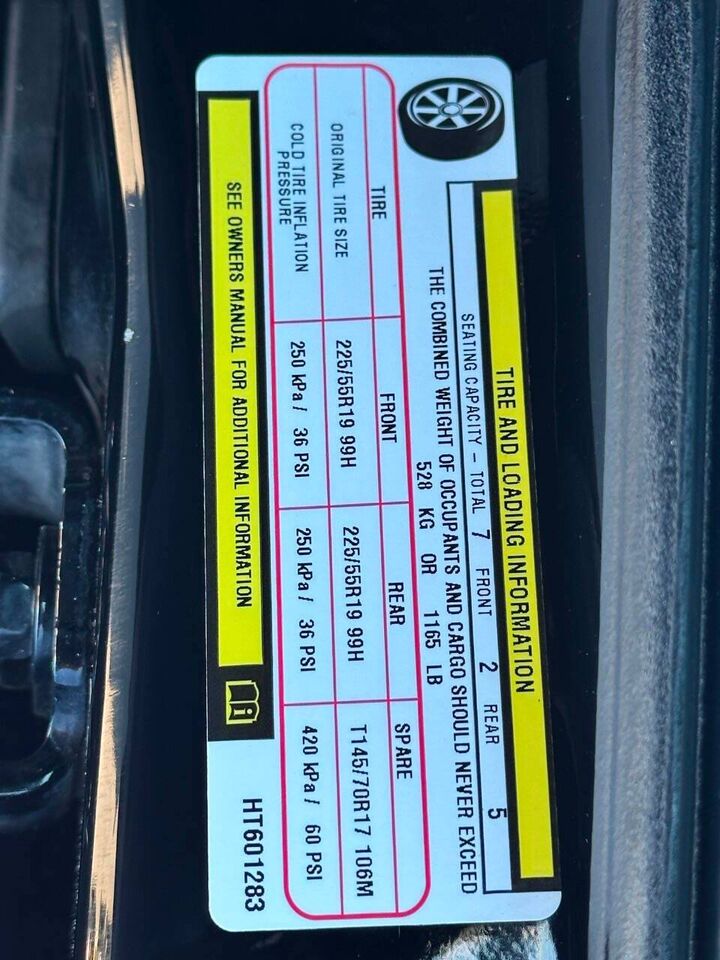 TIRE AND LOADING INFORMATION
SEATING CAPACITY - TOTAL 7 FRONT 2 REAR 5
THE COMBINED WEIGHT OF OCCUPANTS AND CARGO SHOULD NEVER EXCEED
528 KG OR 1165 LB
TIRE FRONT REAR SPARE
ORIGINAL TIRE SIZE 225/55R19 99H 225/55R19 99H T145/70R17 106M
COLD TIRE INFLATION
PRESSURE 250 kPa / 36 PSI 250 kPa / 36 PSI 420 kPa / 60 PSI
SEE OWNERS MANUAL FOR ADDITIONAL INFORMATION
HT601283